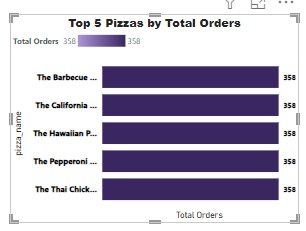 Top 5 Pizzas by Total Orders
Total Orders 358 358
The Barbecue ... 358
The California ... 358
The Hawaiian P... 358
The Pepperoni ... 358
The Thai Chick... 358
pizza_name
Total Orders